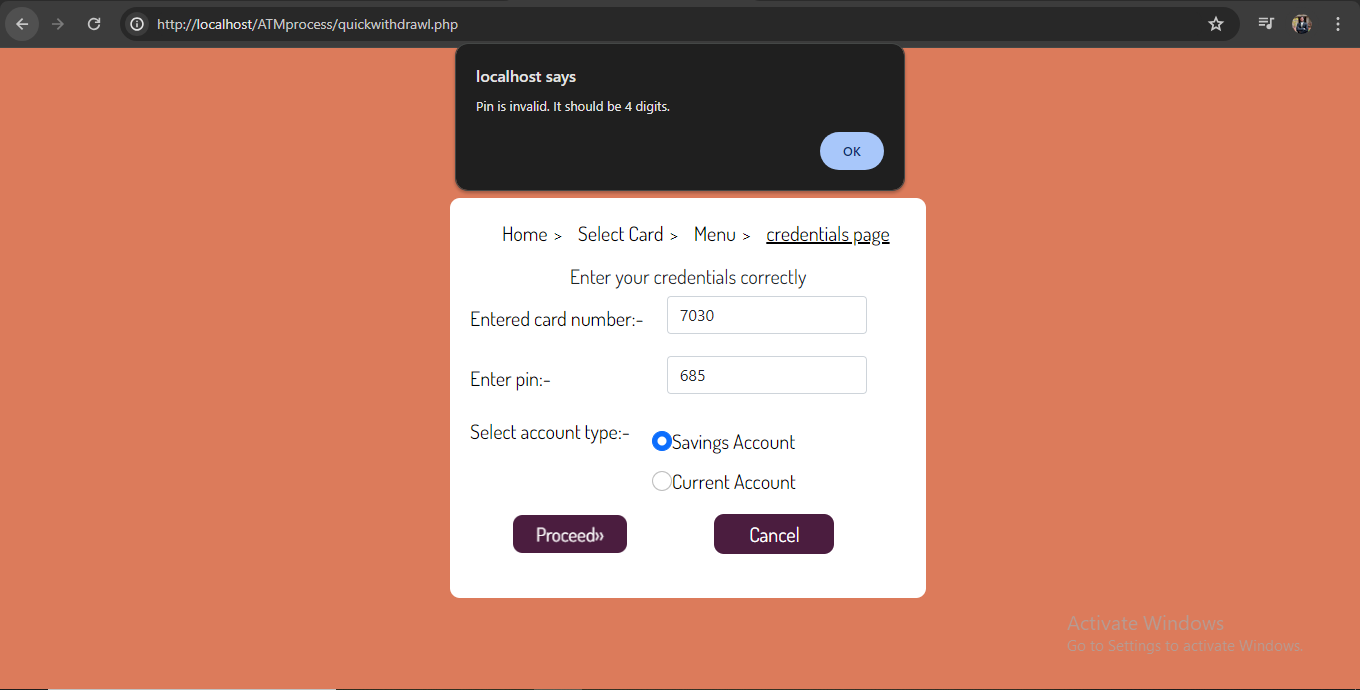 http://localhost/ATMprocess/quickwithdrawl.php
localhost says
Pin is invalid. It should be 4 digits.
OK
Home > Select Card > Menu > credentials page
Enter your credentials correctly
Entered card number:- 7030
Enter pin:- 685
Select account type:- Savings Account
Current Account
Proceed» Cancel
Activate Windows
Go to Settings to activate Windows.